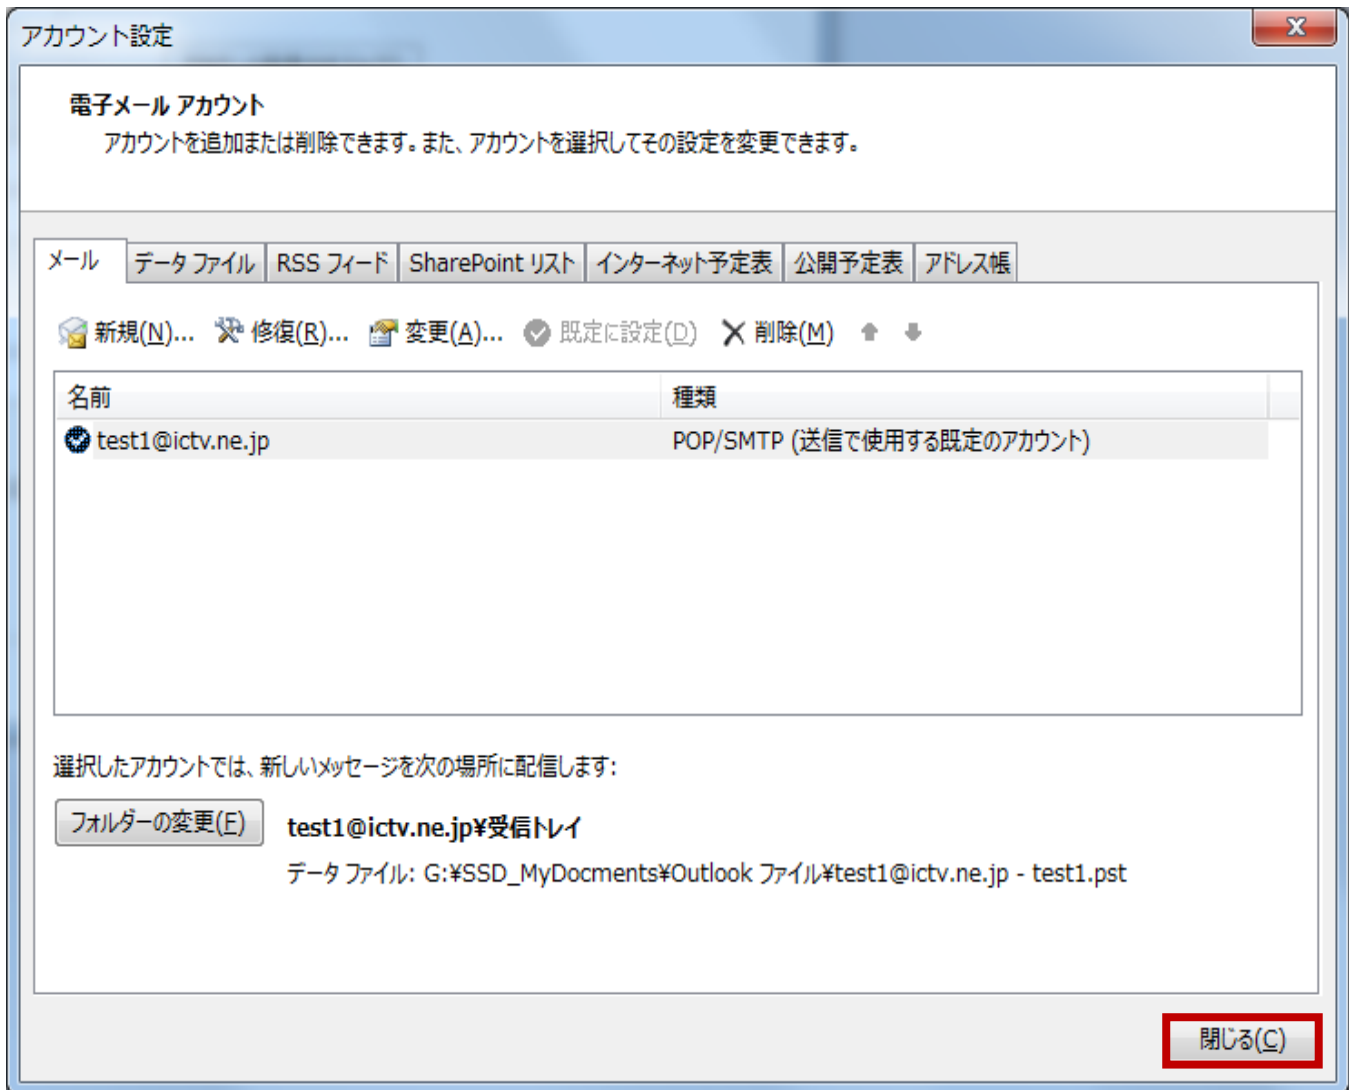 アカウント設定
電子メール アカウント
アカウントを追加または削除できます。また、アカウントを選択してその設定を変更できます。
メール データ ファイル RSS フィード SharePoint リスト インターネット予定表 公開予定表 アドレス帳
新規(N)... 修復(R)... 変更(A)... 既定に設定(D) 削除(M)
名前 種類
test1@ictv.ne.jp POP/SMTP (送信で使用する既定のアカウント)
選択したアカウントでは、新しいメッセージを次の場所に配信します:
フォルダーの変更(F) test1@ictv.ne.jp¥受信トレイ
データ ファイル: G:¥SSD_MyDocments¥Outlook ファイル¥test1@ictv.ne.jp - test1.pst
閉じる(C)